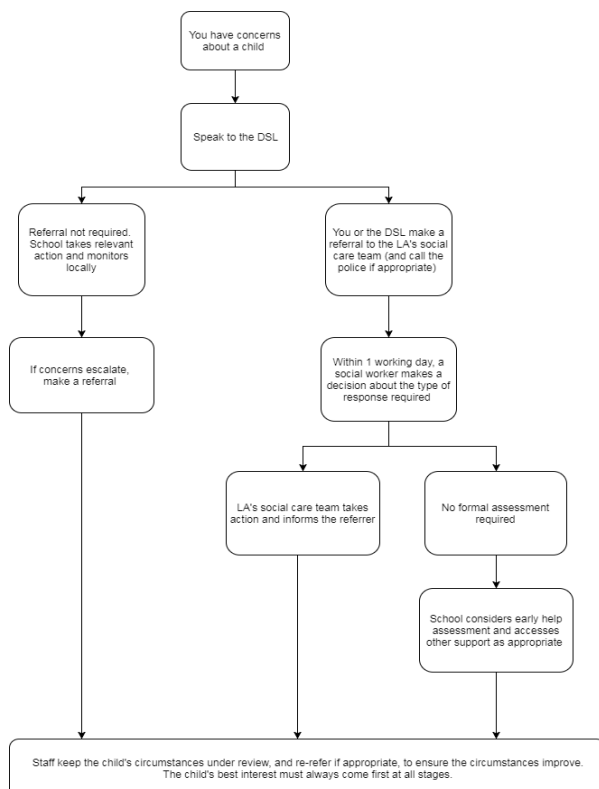 You have concerns
about a child
Speak to the DSL
Referral not required.
School takes relevant
action and monitors
locally
You or the DSL make a
referral to the LA's social
care team (and call the
police if appropriate)
If concerns escalate,
make a referral
Within 1 working day, a
social worker makes a
decision about the type of
response required
LA's social care team takes
action and informs the referrer
No formal assessment
required
School considers early help
assessment and accesses
other support as appropriate
Staff keep the child's circumstances under review, and re-refer if appropriate, to ensure the circumstances improve.
The child's best interest must always come first at all stages.